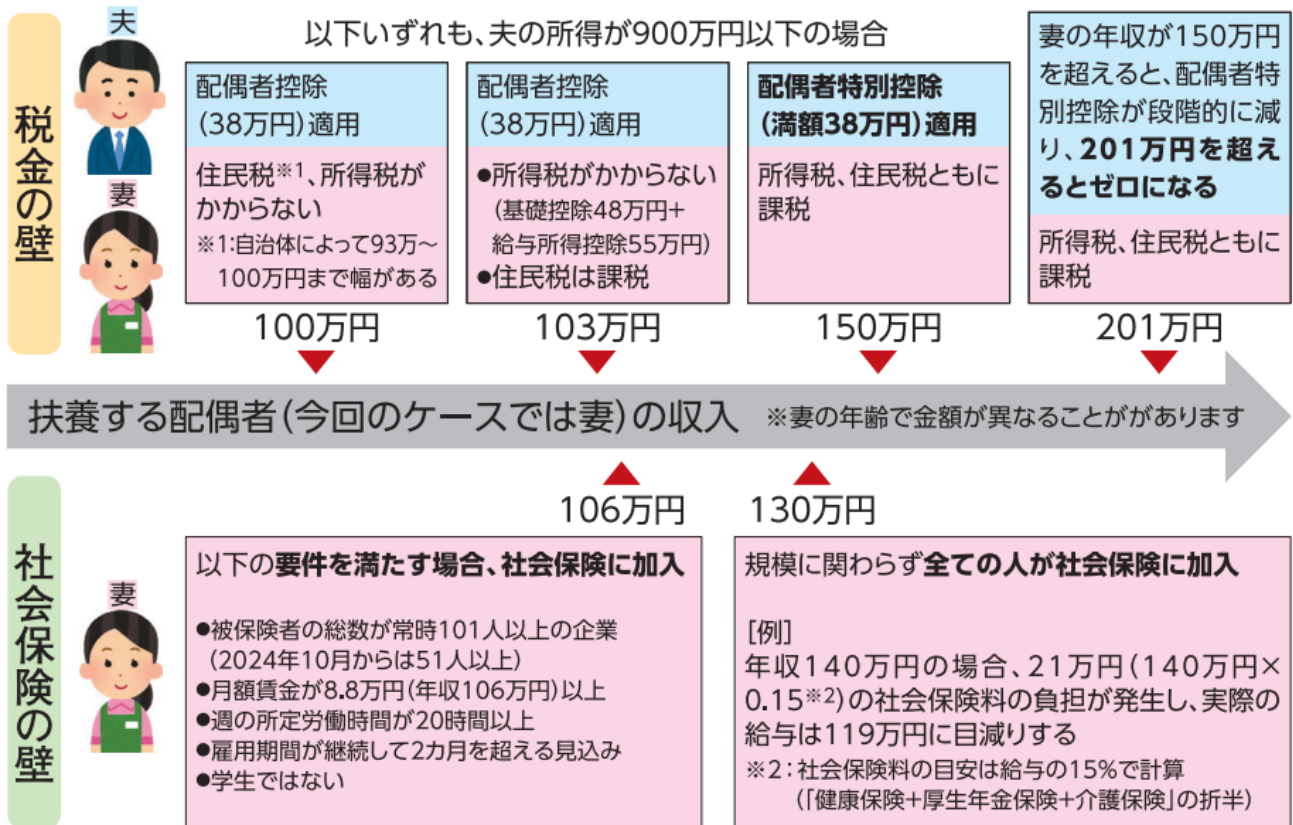 税金の壁
夫
妻
以下いずれも、夫の所得が900万円以下の場合
配偶者控除
(38万円)適用
住民税※1、所得税が
かからない
※1:自治体によって93万〜
100万円まで幅がある
100万円
配偶者控除
(38万円)適用
●所得税がかからない
(基礎控除48万円+
給与所得控除55万円)
●住民税は課税
103万円
配偶者特別控除
(満額38万円)適用
所得税、住民税ともに
課税
150万円
妻の年収が150万円
を超えると、配偶者特
別控除が段階的に減
り、201万円を超え
るとゼロになる
所得税、住民税ともに
課税
201万円
扶養する配偶者(今回のケースでは妻)の収入 ※妻の年齢で金額が異なることががあります
社会保険の壁
妻
106万円
以下の要件を満たす場合、社会保険に加入
●被保険者の総数が常時101人以上の企業
(2024年10月からは51人以上)
●月額賃金が8.8万円(年収106万円)以上
●週の所定労働時間が20時間以上
●雇用期間が継続して2カ月を超える見込み
●学生ではない
130万円
規模に関わらず全ての人が社会保険に加入
[例]
年収140万円の場合、21万円(140万円×
0.15※2)の社会保険料の負担が発生し、実際の
給与は119万円に目減りする
※2:社会保険料の目安は給与の15%で計算
(「健康保険+厚生年金保険+介護保険」の折半)